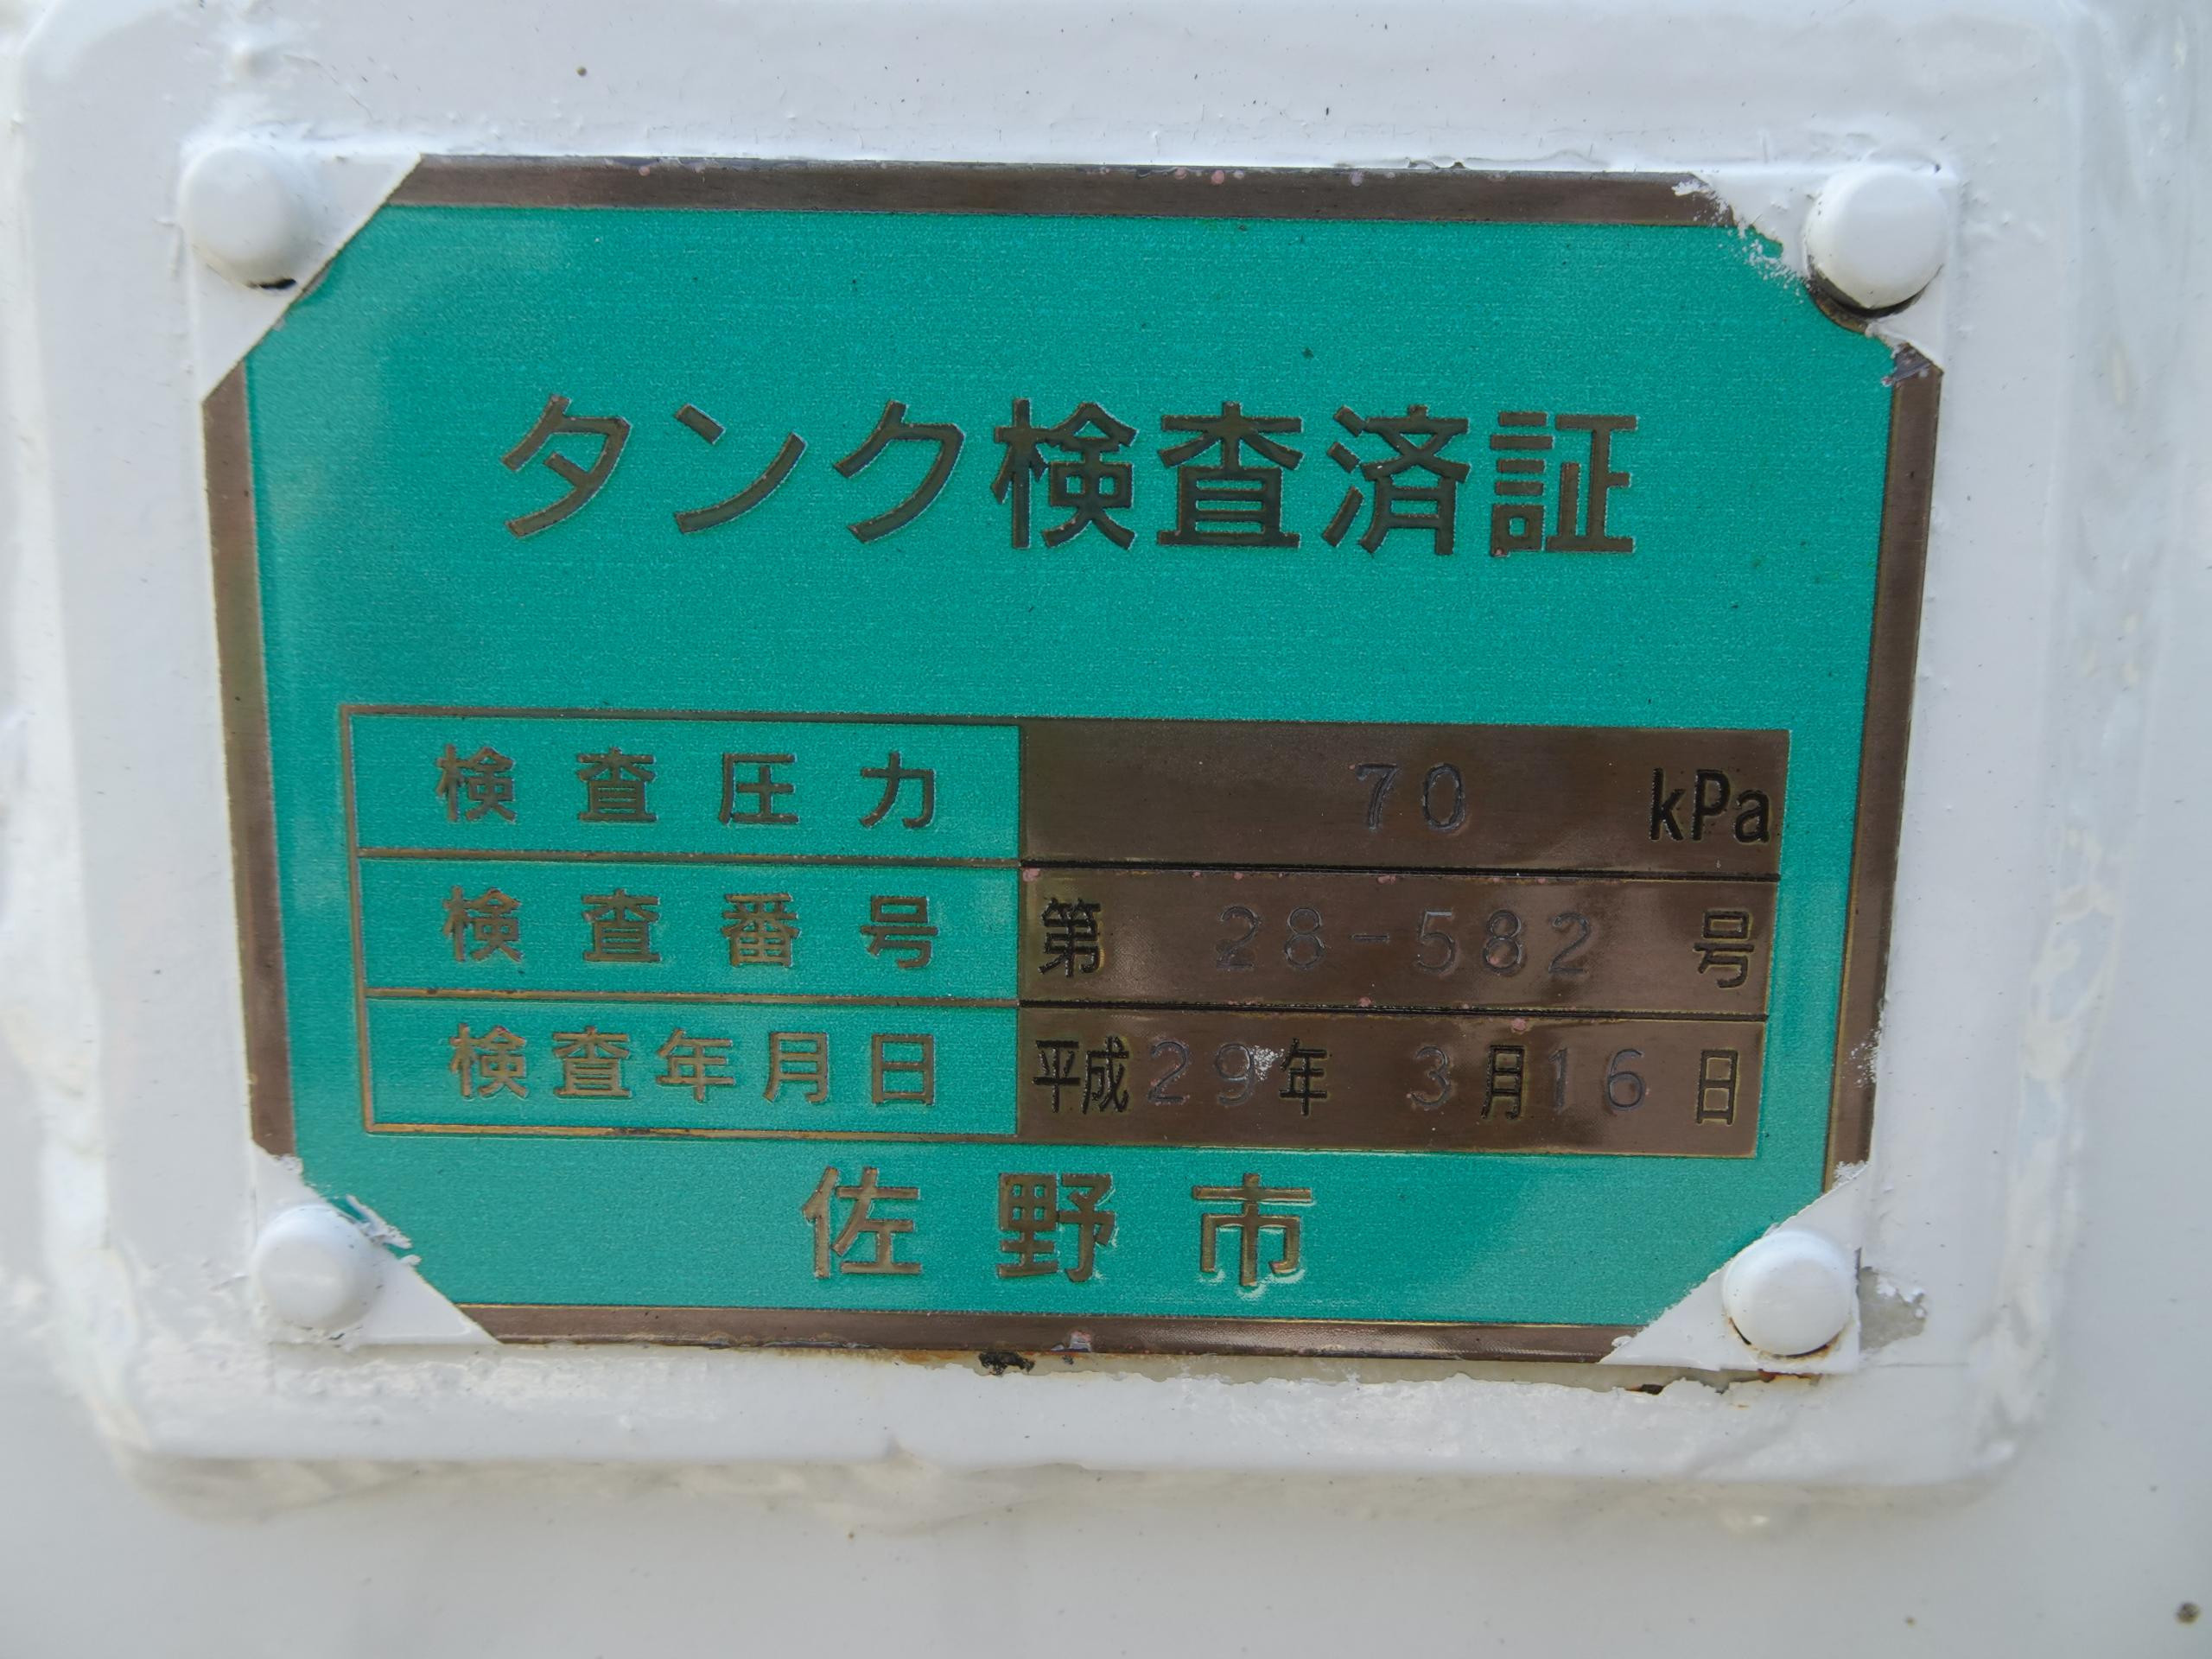 タンク検査済証
検査圧力 70 kPa
検査番号 第 28-582 号
検査年月日 平成29年 3月16日
佐野市